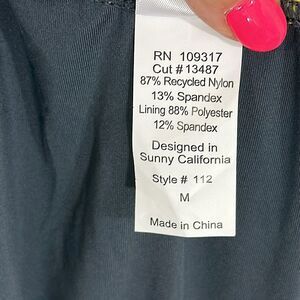 RN 109317
Cut # 13487
87% Recycled Nylon
13% Spandex
Lining 88% Polyester
12% Spandex
Designed in
Sunny California
Style # 112
M
Made in China